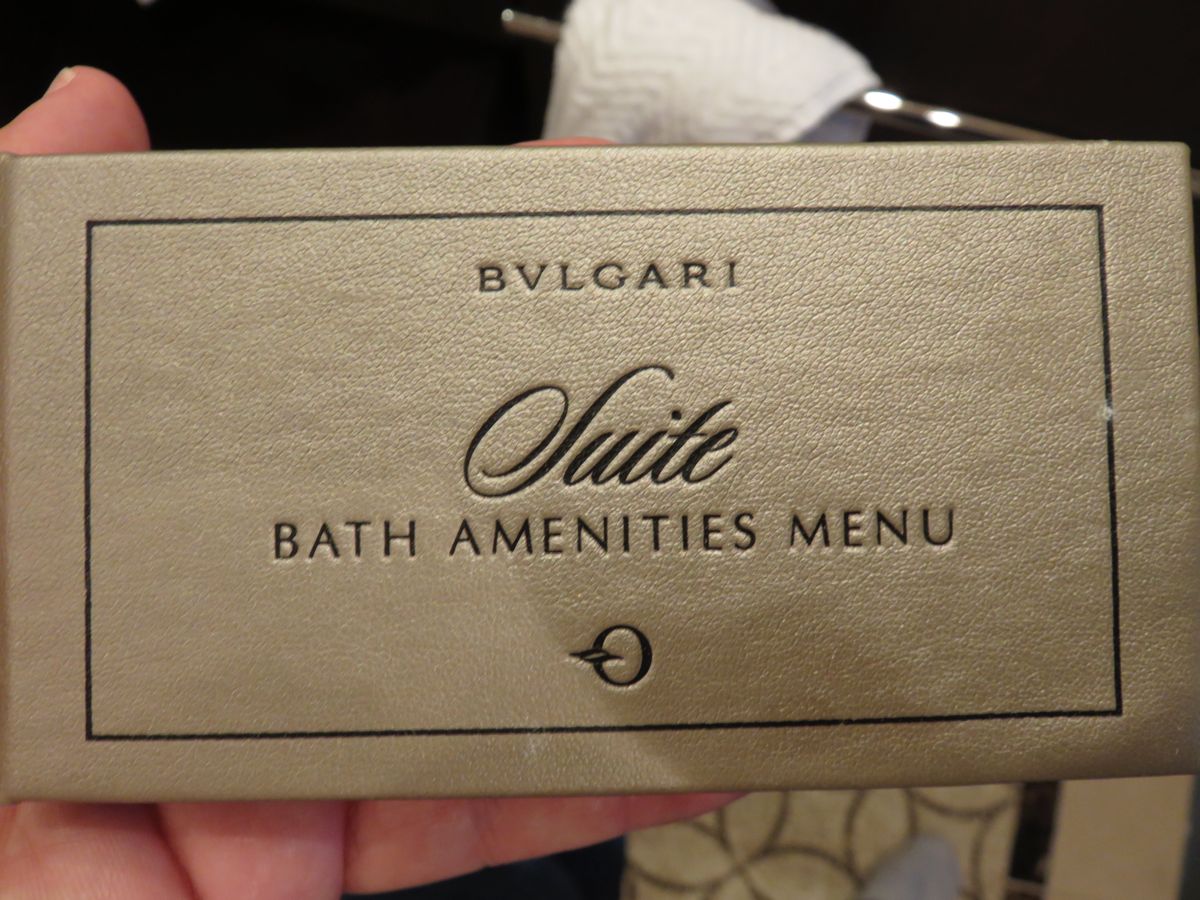 BVLGARI
Suite
BATH AMENITIES MENU
O